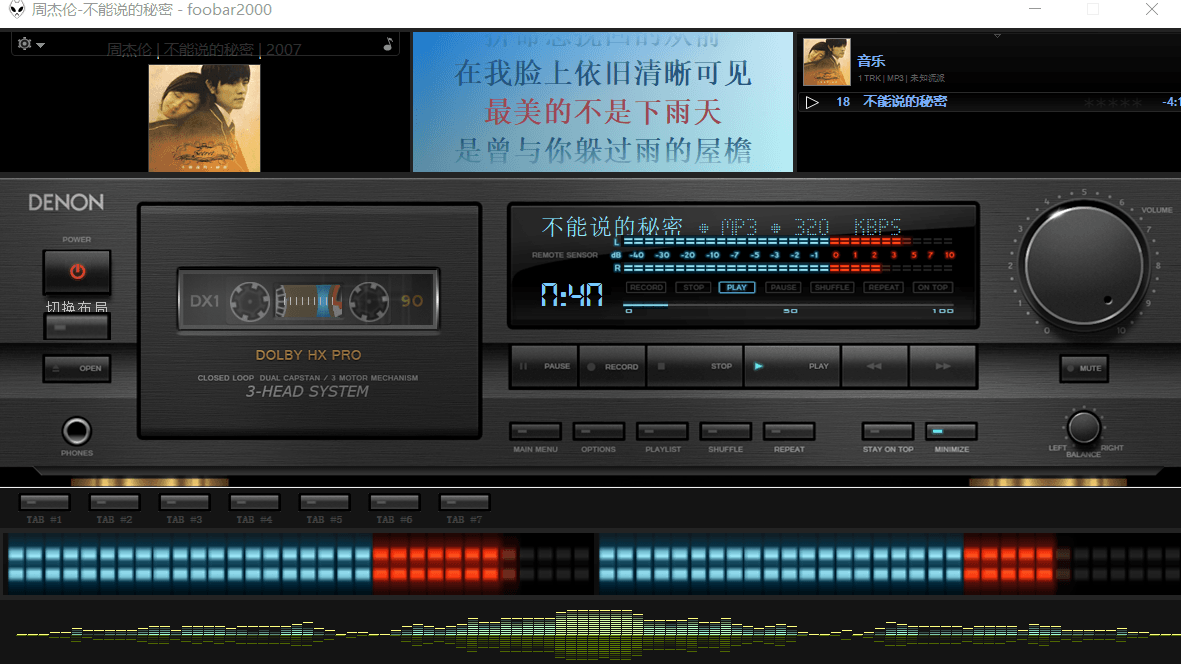 周杰伦-不能说的秘密 - foobar2000
周杰伦 | 不能说的秘密 | 2007
拼命想挽回的从前
在我脸上依旧清晰可见
最美的不是下雨天
是曾与你躲过雨的屋檐
音乐
1 TRK | MP3 | 未知流派
18 不能说的秘密 -4:1
DENON
POWER
切换布局
OPEN
PHONES
DX1 90
DOLBY HX PRO
CLOSED LOOP DUAL CAPSTAN / 3 MOTOR MECHANISM
3-HEAD SYSTEM
不能说的秘密 * MP3 * 320 KBPS
L
REMOTE SENSOR dB -40 -30 -20 -10 -7 -5 -3 -2 -1 0 1 2 3 5 7 10
R
RECORD STOP PLAY PAUSE SHUFFLE REPEAT ON TOP
0:40
0 50 100
PAUSE RECORD STOP PLAY
MAIN MENU OPTIONS PLAYLIST SHUFFLE REPEAT STAY ON TOP MINIMIZE
VOLUME
0 1 2 3 4 5 6 7 8 9 10
MUTE
LEFT RIGHT
BALANCE
TAB #1 TAB #2 TAB #3 TAB #4 TAB #5 TAB #6 TAB #7